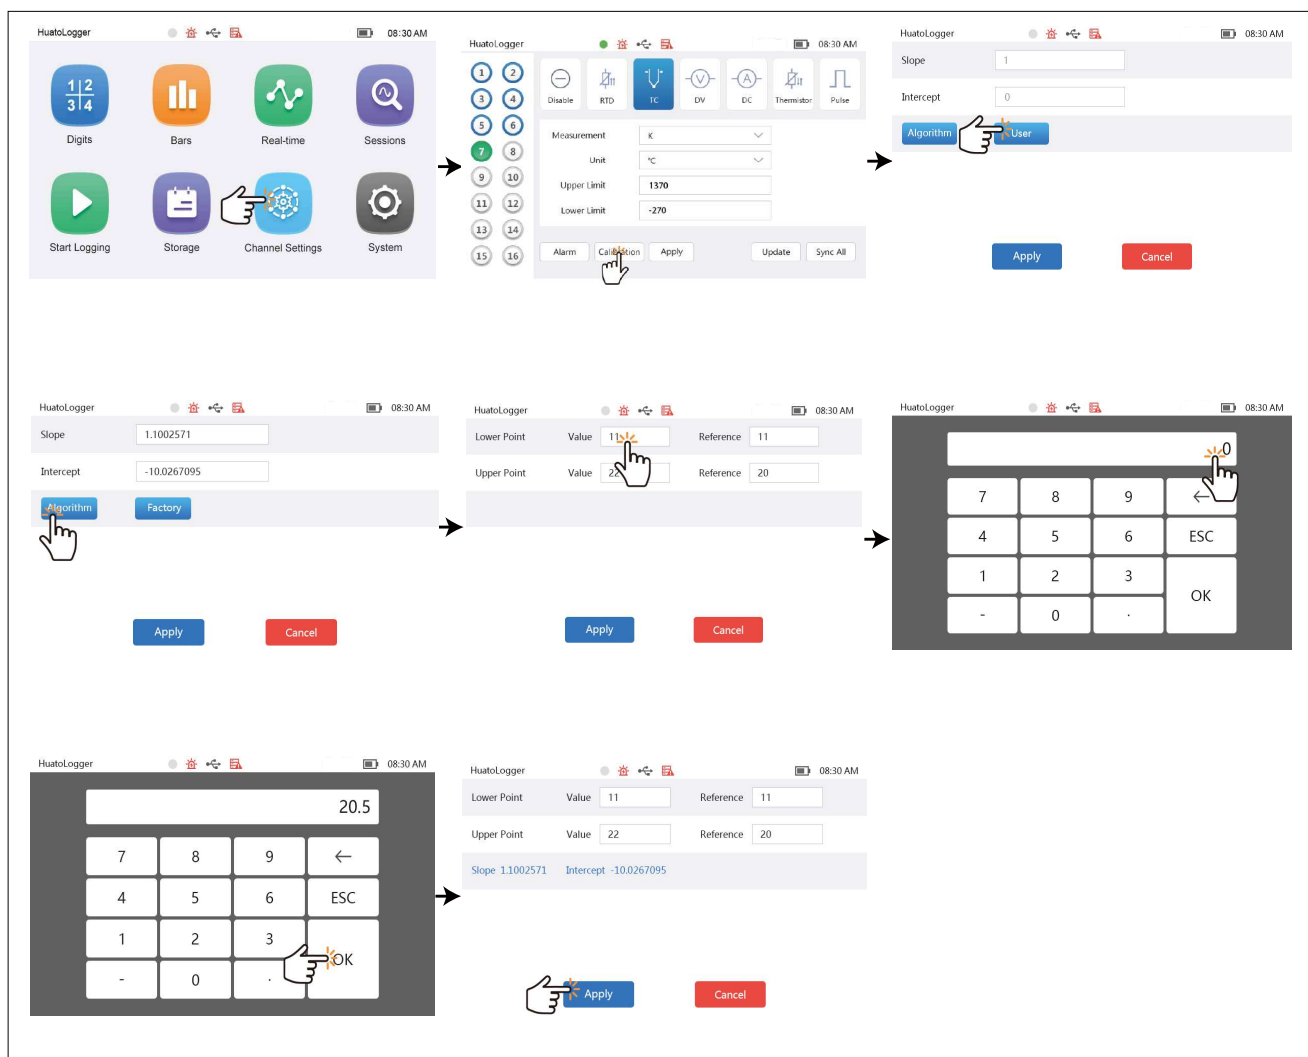 HuatoLogger 08:30 AM
1 2
3 4
Digits Bars Real-time Sessions
Start Logging Storage Channel Settings System
HuatoLogger 08:30 AM
1 2
3 4
5 6
7 8
9 10
11 12
13 14
15 16
Disable RTD TC DV DC Thermistor Pulse
Measurement K
Unit °C
Upper Limit 1370
Lower Limit -270
Alarm Calibration Apply Update Sync All
HuatoLogger 08:30 AM
Slope 1
Intercept 0
Algorithm User
Apply Cancel
HuatoLogger 08:30 AM
Slope 1.1002571
Intercept -10.0267095
Algorithm Factory
Apply Cancel
HuatoLogger 08:30 AM
Lower Point Value 11 Reference 11
Upper Point Value 22 Reference 20
Apply Cancel
HuatoLogger 08:30 AM
0
7 8 9 ←
4 5 6 ESC
1 2 3
OK
- 0 .
HuatoLogger 08:30 AM
20.5
7 8 9 ←
4 5 6 ESC
1 2 3
OK
- 0 .
HuatoLogger 08:30 AM
Lower Point Value 11 Reference 11
Upper Point Value 22 Reference 20
Slope 1.1002571 Intercept -10.0267095
Apply Cancel